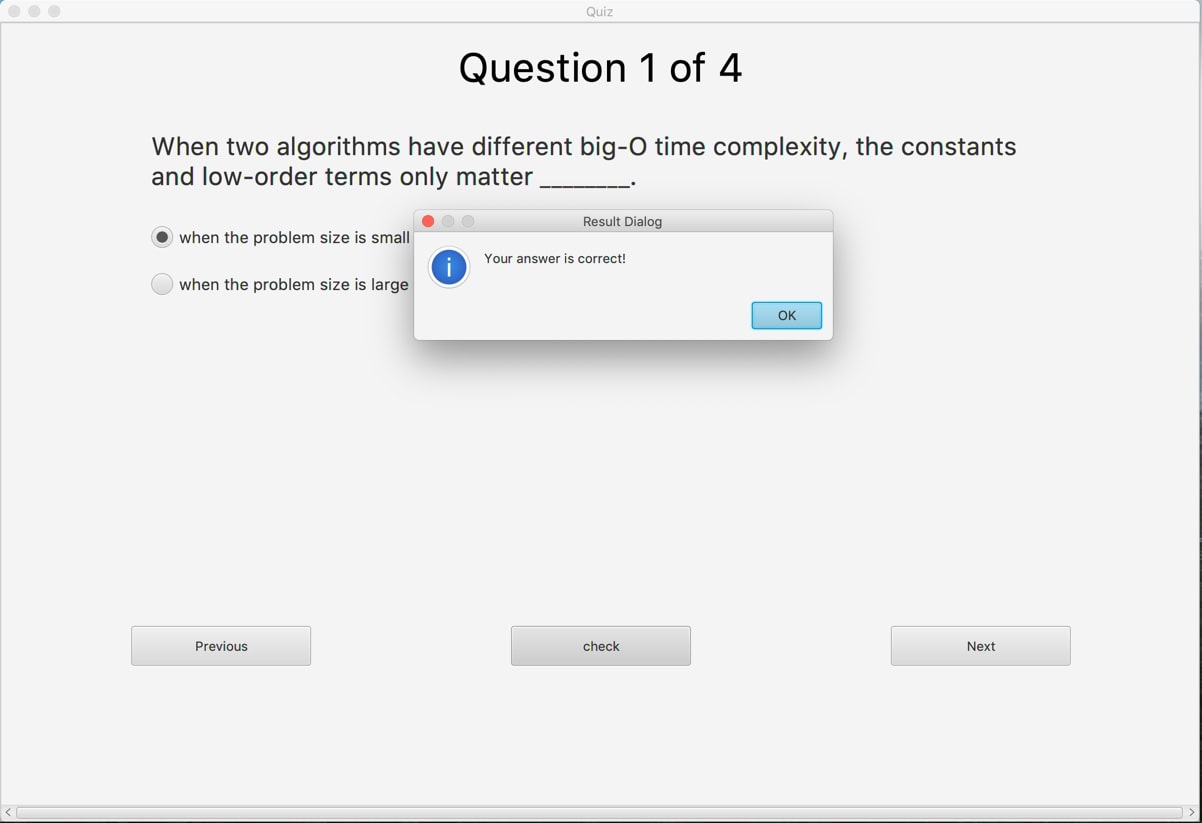 Quiz
Question 1 of 4
When two algorithms have different big-O time complexity, the constants
and low-order terms only matter ________.
when the problem size is small
when the problem size is large
Result Dialog
i
Your answer is correct!
OK
Previous
check
Next